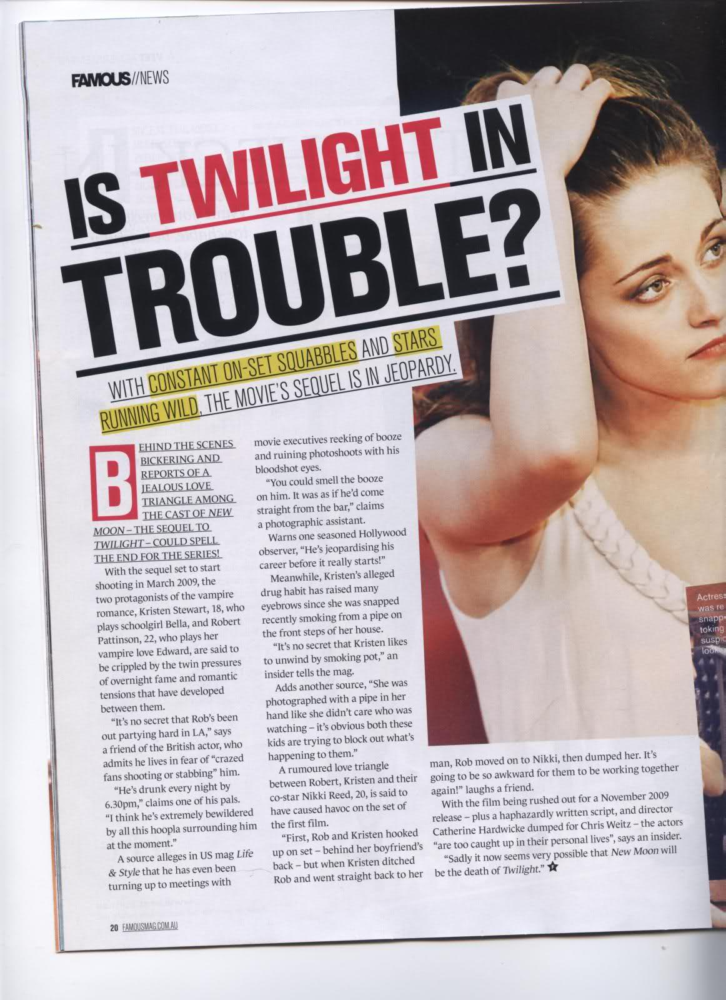 FAMOUS//NEWS
IS TWILIGHT IN
TROUBLE?
WITH CONSTANT ON-SET SQUABBLES AND STARS
RUNNING WILD, THE MOVIE'S SEQUEL IS IN JEOPARDY.
BEHIND THE SCENES
BICKERING AND
REPORTS OF A
JEALOUS LOVE
TRIANGLE AMONG
THE CAST OF NEW
MOON – THE SEQUEL TO
TWILIGHT – COULD SPELL
THE END FOR THE SERIES!
With the sequel set to start
shooting in March 2009, the
two protagonists of the vampire
romance, Kristen Stewart, 18, who
plays schoolgirl Bella, and Robert
Pattinson, 22, who plays her
vampire love Edward, are said to
be crippled by the twin pressures
of overnight fame and romantic
tensions that have developed
between them.
“It's no secret that Rob's been
out partying hard in LA,” says
a friend of the British actor, who
admits he lives in fear of “crazed
fans shooting or stabbing” him.
“He's drunk every night by
6.30pm,” claims one of his pals.
“I think he's extremely bewildered
by all this hoopla surrounding him
at the moment.”
A source alleges in US mag Life
& Style that he has even been
turning up to meetings with
movie executives reeking of booze
and ruining photoshoots with his
bloodshot eyes.
“You could smell the booze
on him. It was as if he'd come
straight from the bar,” claims
a photographic assistant.
Warns one seasoned Hollywood
observer, “He's jeopardising his
career before it really starts!”
Meanwhile, Kristen's alleged
drug habit has raised many
eyebrows since she was snapped
recently smoking from a pipe on
the front steps of her house.
“It's no secret that Kristen likes
to unwind by smoking pot,” an
insider tells the mag.
Adds another source, “She was
photographed with a pipe in her
hand like she didn't care who was
watching – it's obvious both these
kids are trying to block out what's
happening to them.”
A rumoured love triangle
between Robert, Kristen and their
co-star Nikki Reed, 20, is said to
have caused havoc on the set of
the first film.
“First, Rob and Kristen hooked
up on set – behind her boyfriend's
back – but when Kristen ditched
Rob and went straight back to her
man, Rob moved on to Nikki, then dumped her. It's
going to be so awkward for them to be working together
again!” laughs a friend.
With the film being rushed out for a November 2009
release – plus a haphazardly written script, and director
Catherine Hardwicke dumped for Chris Weitz – the actors
“are too caught up in their personal lives”, says an insider.
“Sadly it now seems very possible that New Moon will
be the death of Twilight.”
Actress
was re
snapp
toking
suspic
look
20 FAMOUSMAG.COM.AU